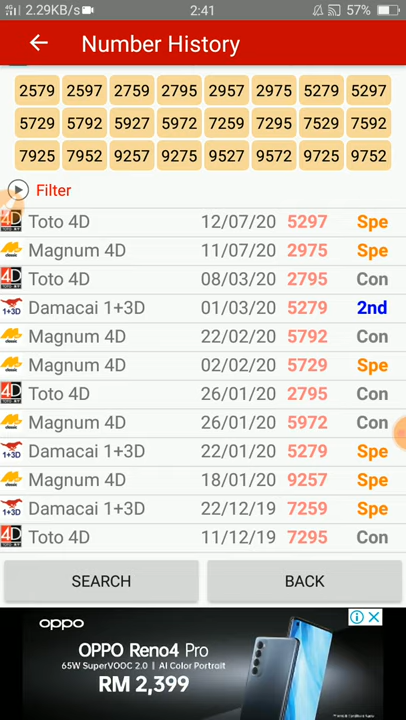 4G 2.29KB/s 2:41 57%
Number History
2579 2597 2759 2795 2957 2975 5279 5297
5729 5792 5927 5972 7259 7295 7529 7592
7925 7952 9257 9275 9527 9572 9725 9752
Filter
4D Toto 4D 12/07/20 5297 Spe
Magnum 4D 11/07/20 2975 Spe
4D Toto 4D 08/03/20 2795 Con
1+3D Damacai 1+3D 01/03/20 5279 2nd
Magnum 4D 22/02/20 5792 Con
Magnum 4D 02/02/20 5729 Spe
4D Toto 4D 26/01/20 2795 Con
Magnum 4D 26/01/20 5972 Con
1+3D Damacai 1+3D 22/01/20 5279 Spe
Magnum 4D 18/01/20 9257 Spe
1+3D Damacai 1+3D 22/12/19 7259 Spe
4D Toto 4D 11/12/19 7295 Con
SEARCH BACK
oppo
OPPO Reno4 Pro
65W SuperVOOC 2.0 | AI Color Portrait
RM 2,399